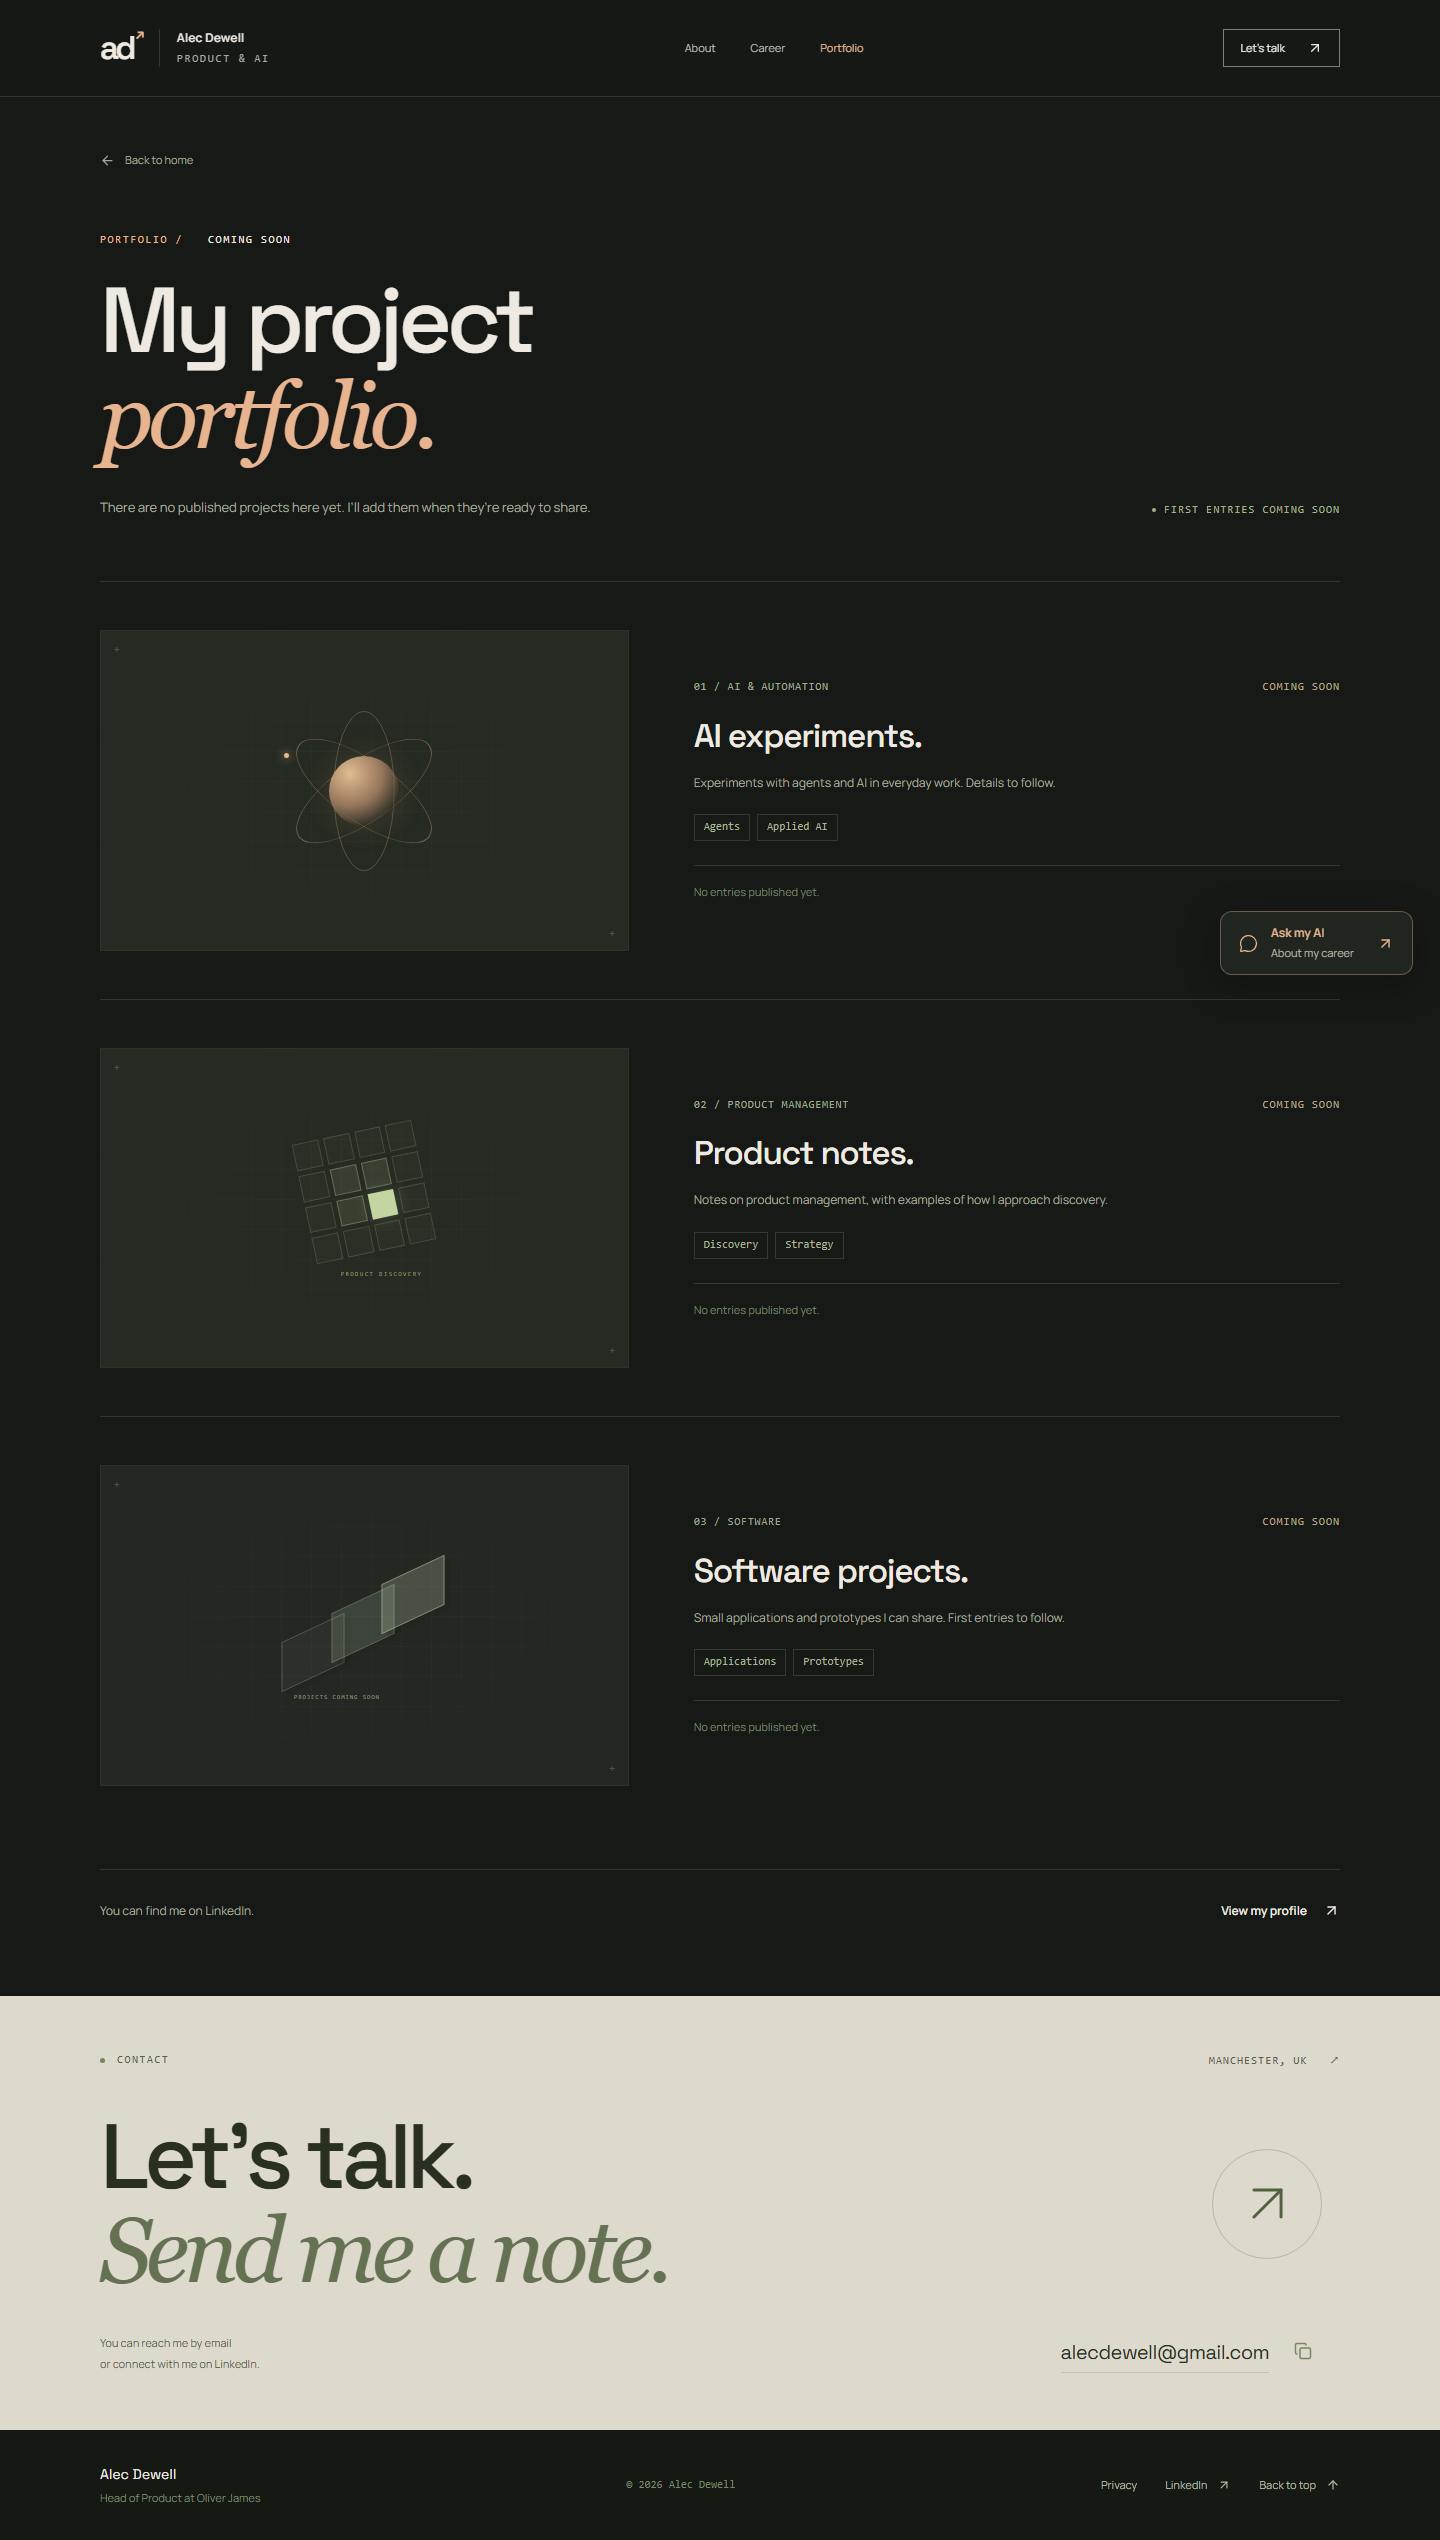 ad
Alec Dewell
PRODUCT & AI
About
Career
Portfolio
Let's talk
Back to home
PORTFOLIO / COMING SOON
My project
portfolio.
There are no published projects here yet. I'll add them when they're ready to share.
FIRST ENTRIES COMING SOON
01 / AI & AUTOMATION
COMING SOON
AI experiments.
Experiments with agents and AI in everyday work. Details to follow.
Agents
Applied AI
No entries published yet.
Ask my AI
About my career
PRODUCT DISCOVERY
02 / PRODUCT MANAGEMENT
COMING SOON
Product notes.
Notes on product management, with examples of how I approach discovery.
Discovery
Strategy
No entries published yet.
PROJECTS COMING SOON
03 / SOFTWARE
COMING SOON
Software projects.
Small applications and prototypes I can share. First entries to follow.
Applications
Prototypes
No entries published yet.
You can find me on LinkedIn.
View my profile
CONTACT
MANCHESTER, UK
Let's talk.
Send me a note.
You can reach me by email
or connect with me on LinkedIn.
alecdewell@gmail.com
Alec Dewell
Head of Product at Oliver James
© 2026 Alec Dewell
Privacy
LinkedIn
Back to top